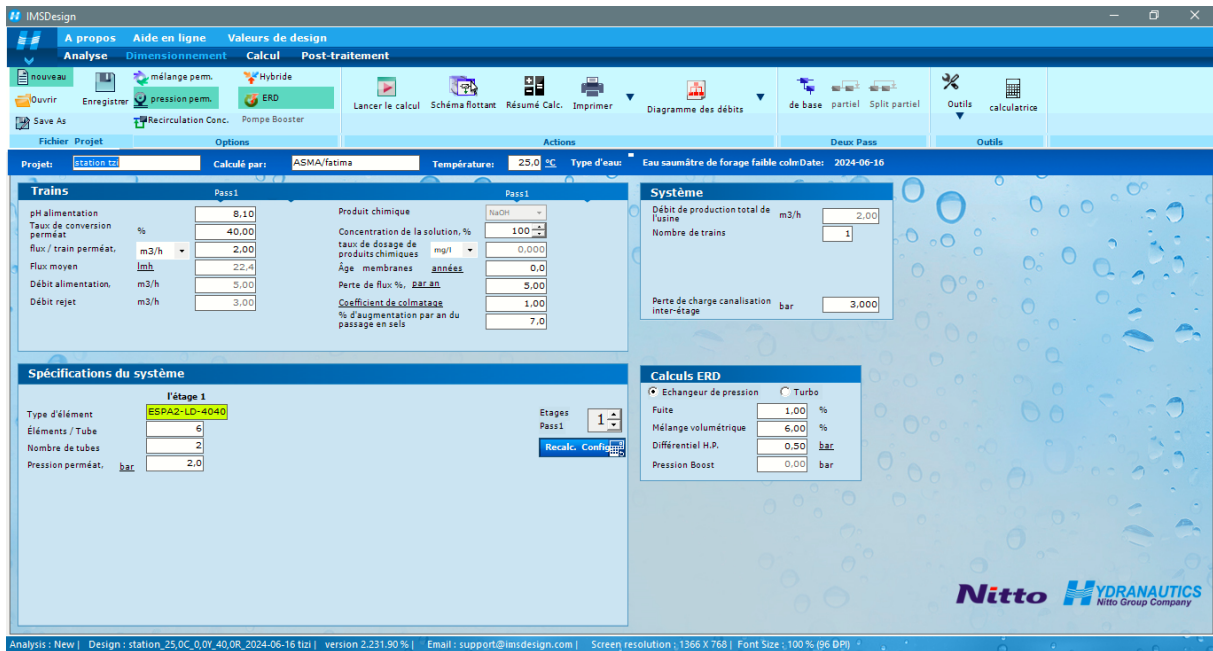 IMSDesign
A propos Aide en ligne Valeurs de design
Analyse Dimensionnement Calcul Post-traitement
nouveau
Ouvrir
Save As
Enregistrer
mélange perm.
pression perm.
Recirculation Conc.
Hybride
ERD
Pompe Booster
Lancer le calcul Schéma flottant Résumé Calc. Imprimer
Diagramme des débits
de base partiel Split partiel
Outils calculatrice
Fichier Projet Options Actions Deux Pass Outils
Projet: station tzi Calculé par: ASMA/fatima Température: 25,0 ºC Type d'eau: Eau saumâtre de forage faible colmDate: 2024-06-16
Trains Pass1 Pass1
pH alimentation 8,10
Taux de conversion perméat % 40,00
flux / train perméat, m3/h 2,00
Flux moyen lmh 22,4
Débit alimentation, m3/h 5,00
Débit rejet m3/h 3,00
Produit chimique NaOH
Concentration de la solution, % 100
taux de dosage de produits chimiques mg/l 0,000
Âge membranes années 0,0
Perte de flux %, par an 5,00
Coefficient de colmatage 1,00
% d'augmentation par an du passage en sels 7,0
Système
Débit de production total de l'usine m3/h 2,00
Nombre de trains 1
Perte de charge canalisation inter-étage bar 3,000
Spécifications du système
l'étage 1
Type d'élément ESPA2-LD-4040
Éléments / Tube 6
Nombre de tubes 2
Pression perméat, bar 2,0
Etages Pass1 1
Recalc. Config
Calculs ERD
Echangeur de pression Turbo
Fuite 1,00 %
Mélange volumétrique 6,00 %
Différentiel H.P. 0,50 bar
Pression Boost 0,00 bar
Nitto HYDRANAUTICS
Nitto Group Company
Analysis : New | Design : station_25,0C_0,0Y_40,0R_2024-06-16 tizi | version 2.231.90 % | Email : support@imsdesign.com | Screen resolution : 1366 X 768 | Font Size : 100 % (96 DPI)